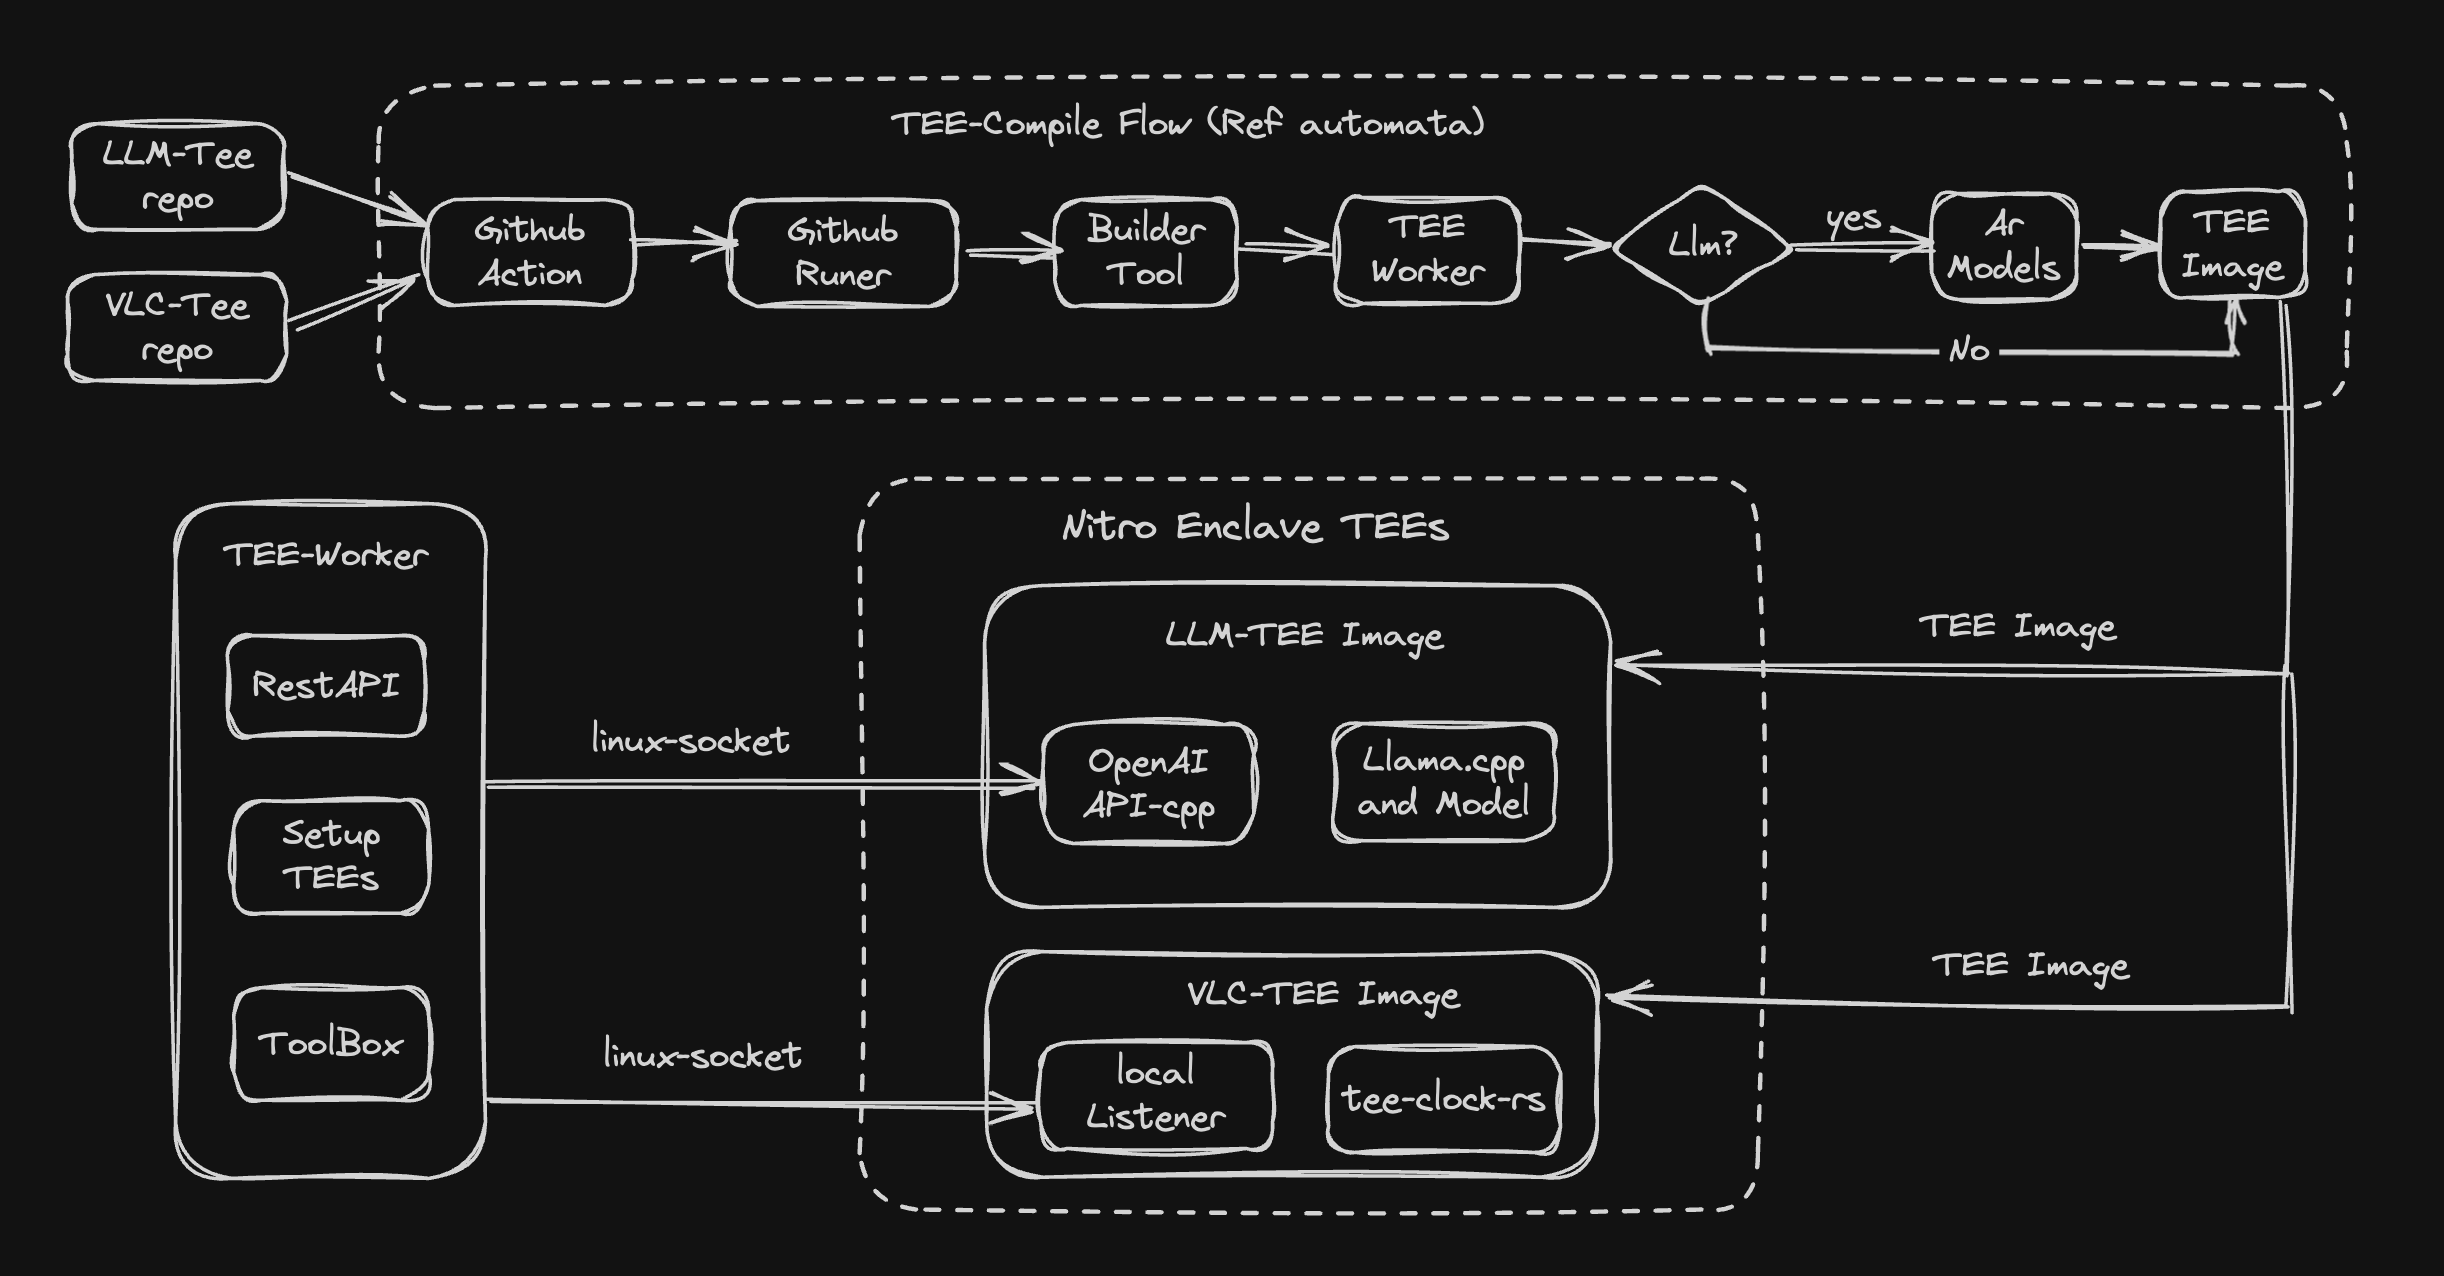 TEE-Compile Flow (Ref automata)
LLM-Tee
repo
VLC-Tee
repo
Github
Action
Github
Runer
Builder
Tool
TEE
Worker
Llm?
yes
Ar
Models
TEE
Image
No
TEE-Worker
RestAPI
Setup
TEEs
ToolBox
linux-socket
linux-socket
Nitro Enclave TEEs
LLM-TEE Image
OpenAI
API-cpp
Llama.cpp
and Model
VLC-TEE Image
local
Listener
tee-clock-rs
TEE Image
TEE Image